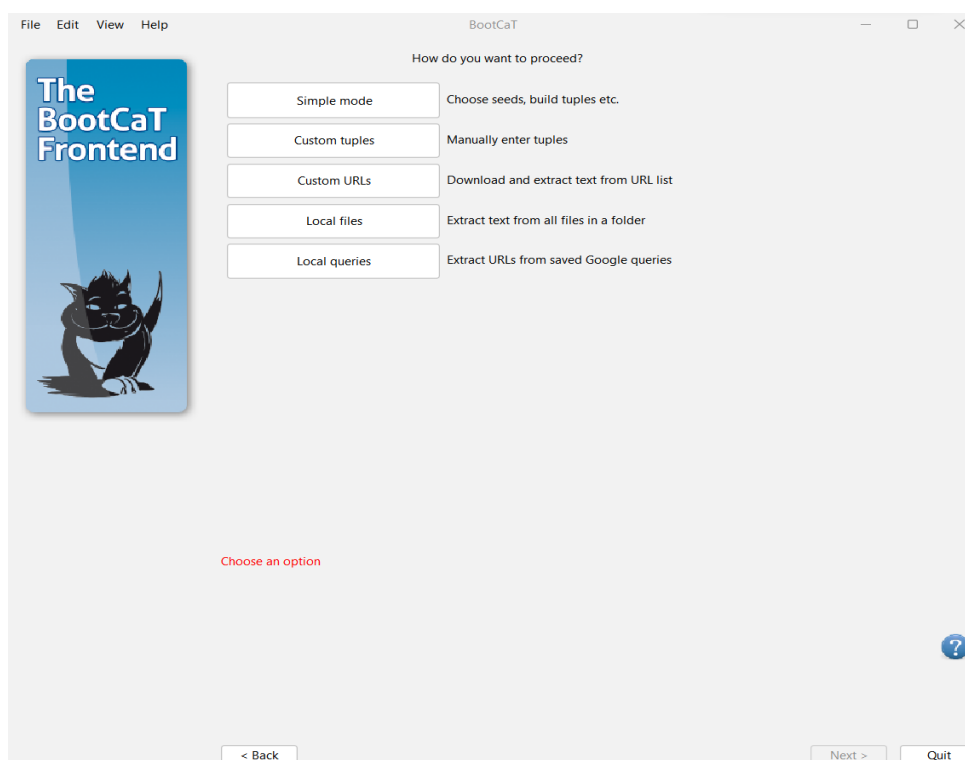 File Edit View Help
BootCaT
How do you want to proceed?
The
BootCaT
Frontend
Simple mode Choose seeds, build tuples etc.
Custom tuples Manually enter tuples
Custom URLs Download and extract text from URL list
Local files Extract text from all files in a folder
Local queries Extract URLs from saved Google queries
Choose an option
?
< Back Next > Quit